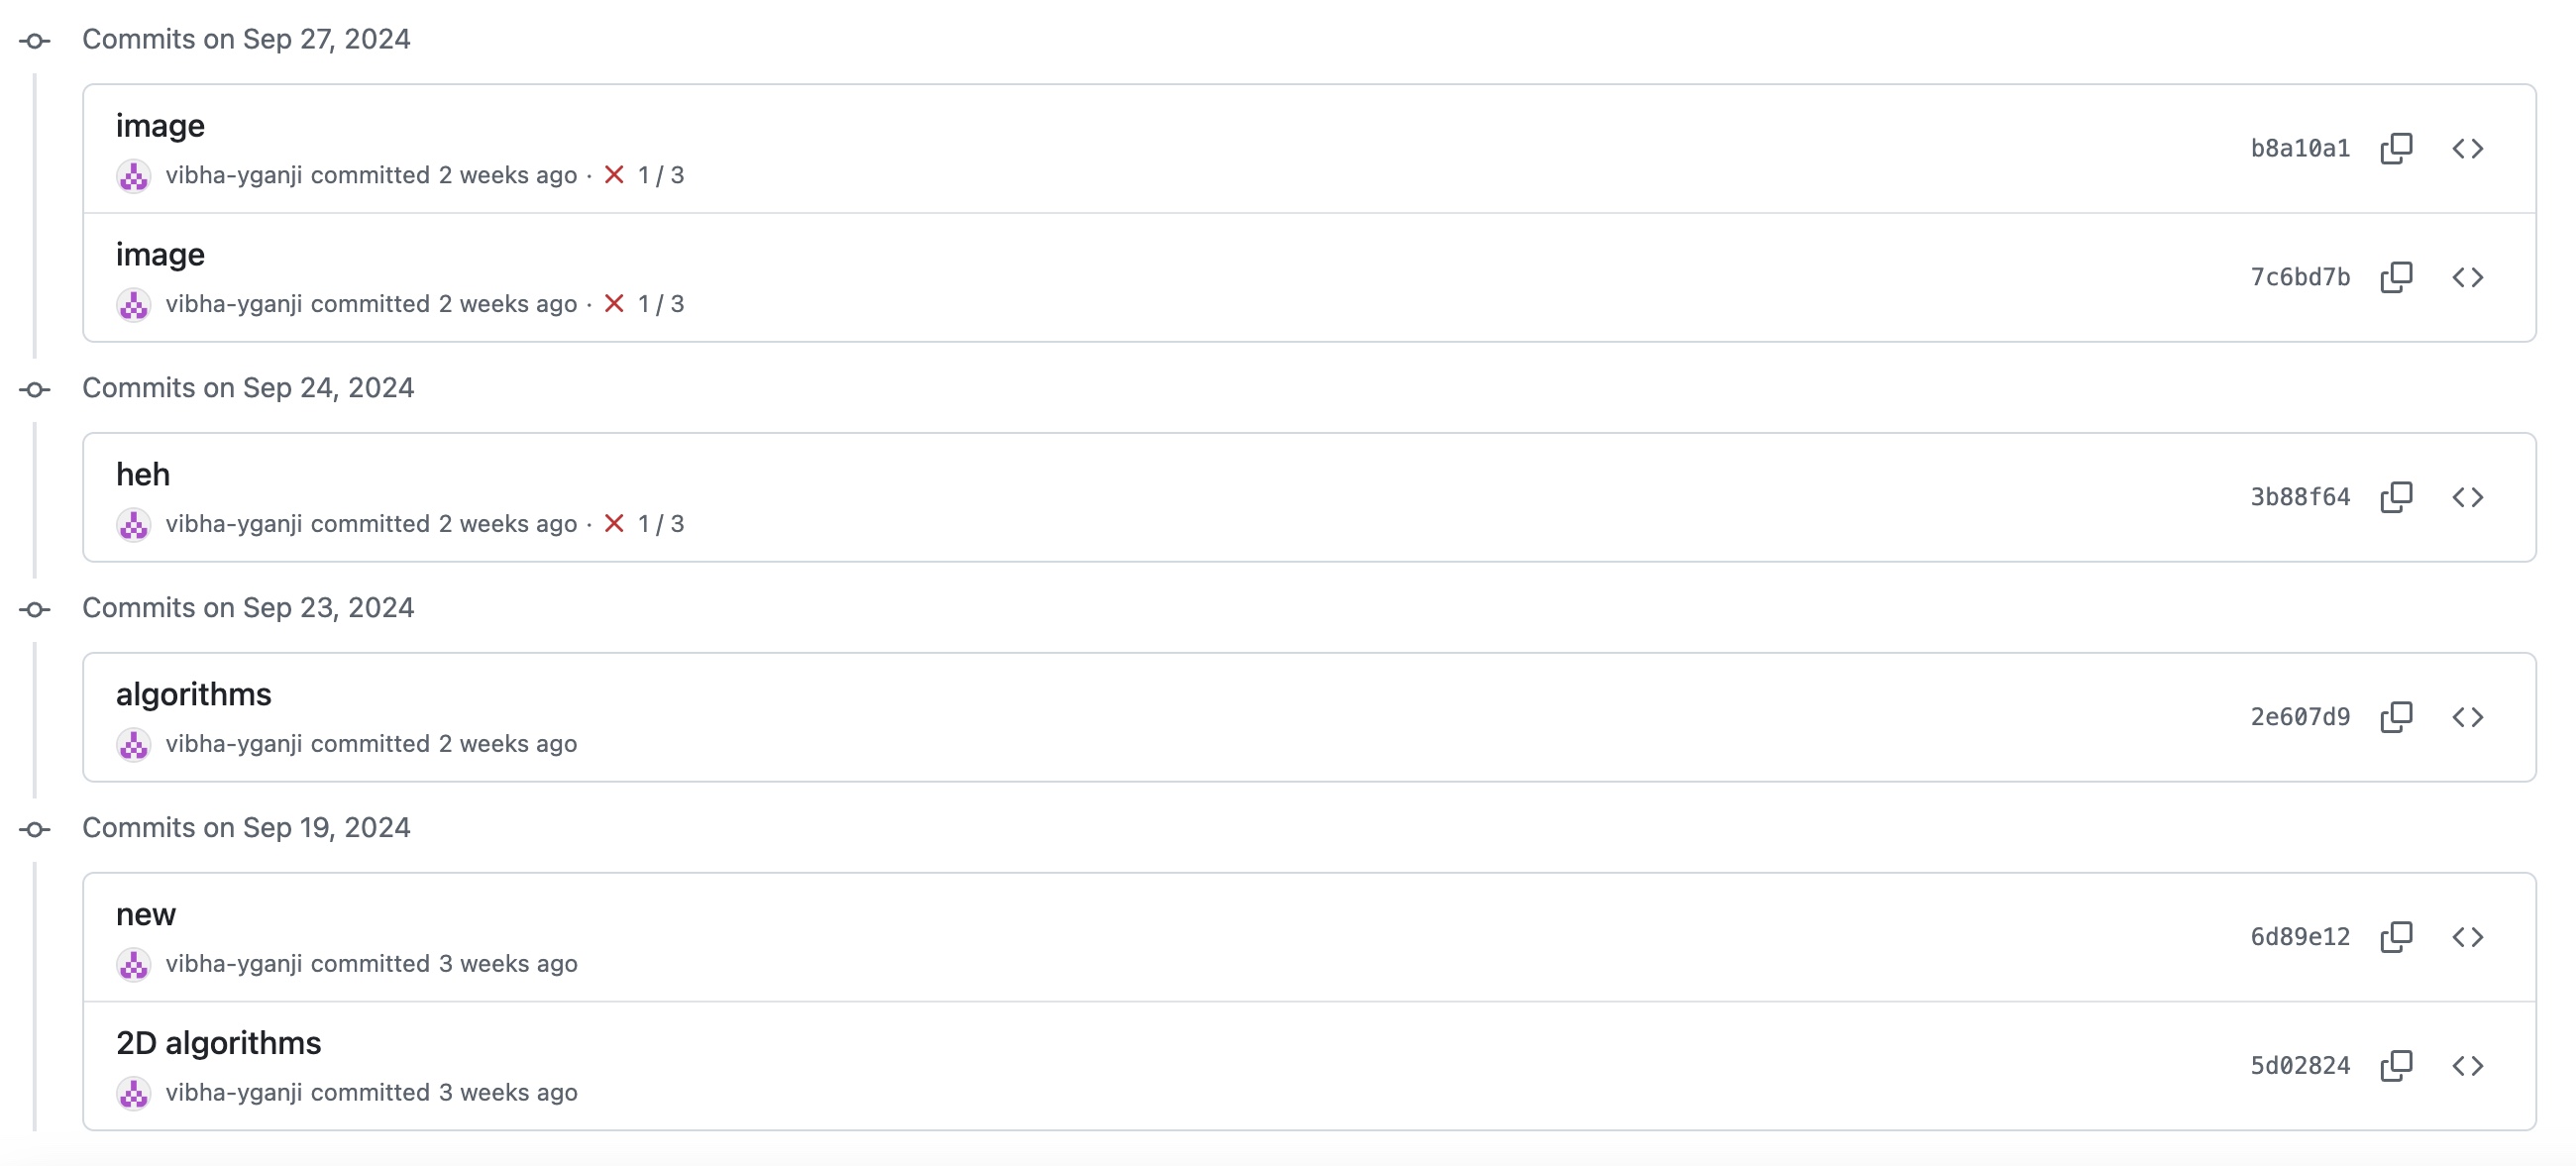 Commits on Sep 27, 2024
image
vibha-yganji committed 2 weeks ago · 1 / 3
b8a10a1
image
vibha-yganji committed 2 weeks ago · 1 / 3
7c6bd7b
Commits on Sep 24, 2024
heh
vibha-yganji committed 2 weeks ago · 1 / 3
3b88f64
Commits on Sep 23, 2024
algorithms
vibha-yganji committed 2 weeks ago
2e607d9
Commits on Sep 19, 2024
new
vibha-yganji committed 3 weeks ago
6d89e12
2D algorithms
vibha-yganji committed 3 weeks ago
5d02824